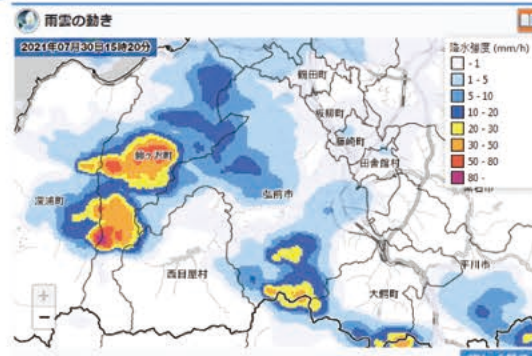 雨雲の動き
2021年07月30日15時20分
降水強度 (mm/h)
- 1
1 - 5
5 - 10
10 - 20
20 - 30
30 - 50
50 - 80
80 -
鶴田町
板柳町
藤崎町
田舎館村
鰺ヶ沢町
弘前市
深浦町
西目屋村
平川市
大鰐町
+
−